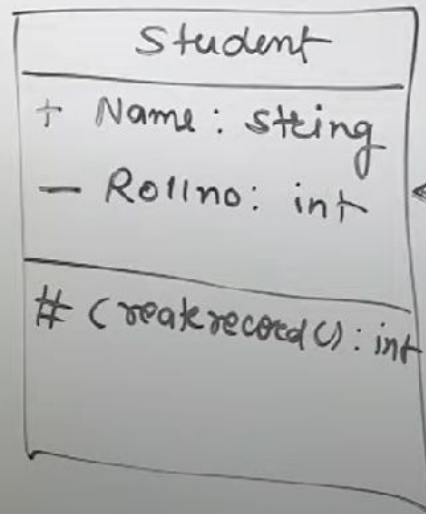 Student
+ Name: string
- Rollno: int
# Createrecord(): int